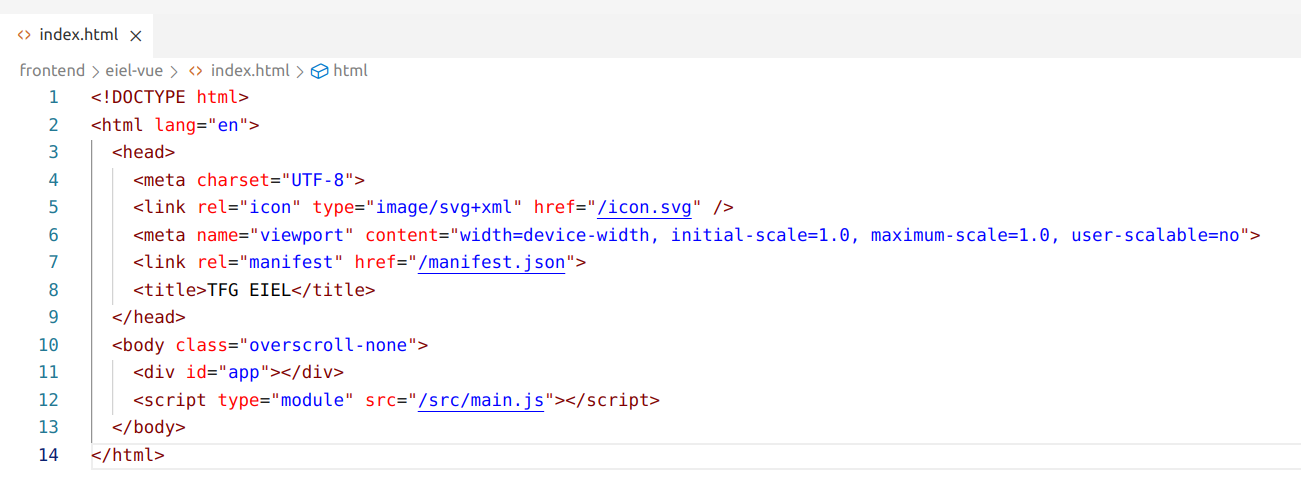 index.html
frontend > eiel-vue > index.html > html
1 <!DOCTYPE html>
2 <html lang="en">
3 <head>
4 <meta charset="UTF-8">
5 <link rel="icon" type="image/svg+xml" href="/icon.svg" />
6 <meta name="viewport" content="width=device-width, initial-scale=1.0, maximum-scale=1.0, user-scalable=no">
7 <link rel="manifest" href="/manifest.json">
8 <title>TFG EIEL</title>
9 </head>
10 <body class="overscroll-none">
11 <div id="app"></div>
12 <script type="module" src="/src/main.js"></script>
13 </body>
14 </html>